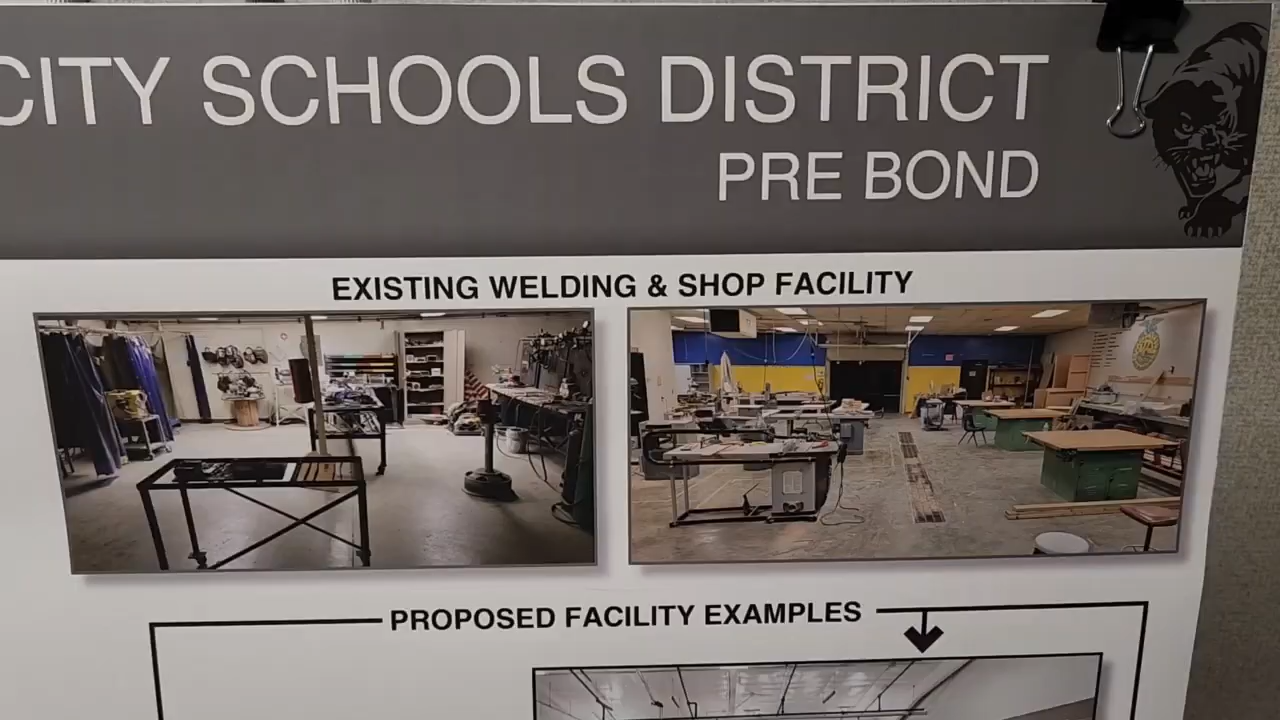 CITY SCHOOLS DISTRICT
PRE BOND
EXISTING WELDING & SHOP FACILITY
PROPOSED FACILITY EXAMPLES